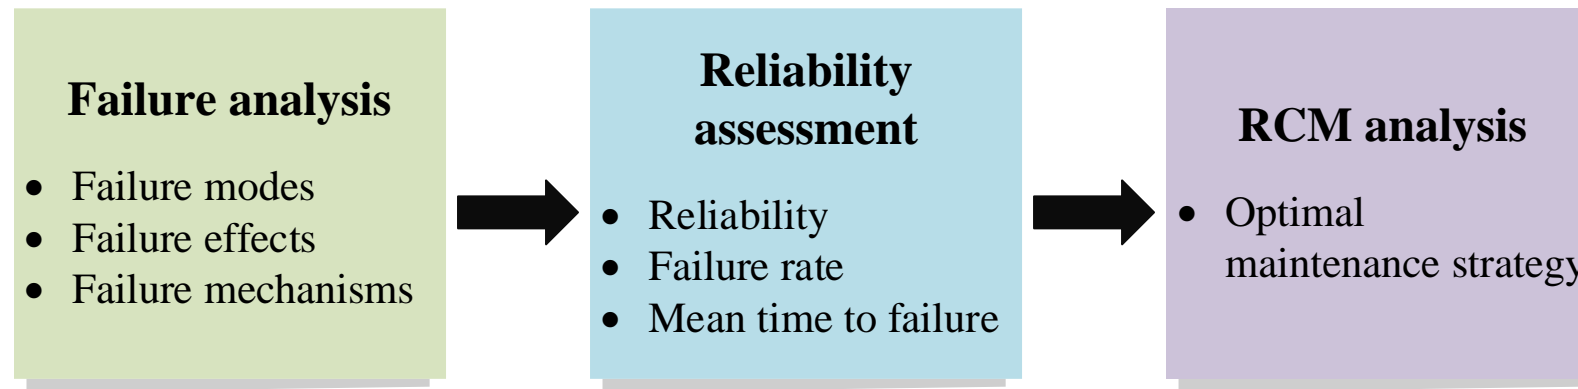 Failure analysis
• Failure modes
• Failure effects
• Failure mechanisms
Reliability
assessment
• Reliability
• Failure rate
• Mean time to failure
RCM analysis
• Optimal
maintenance strategy